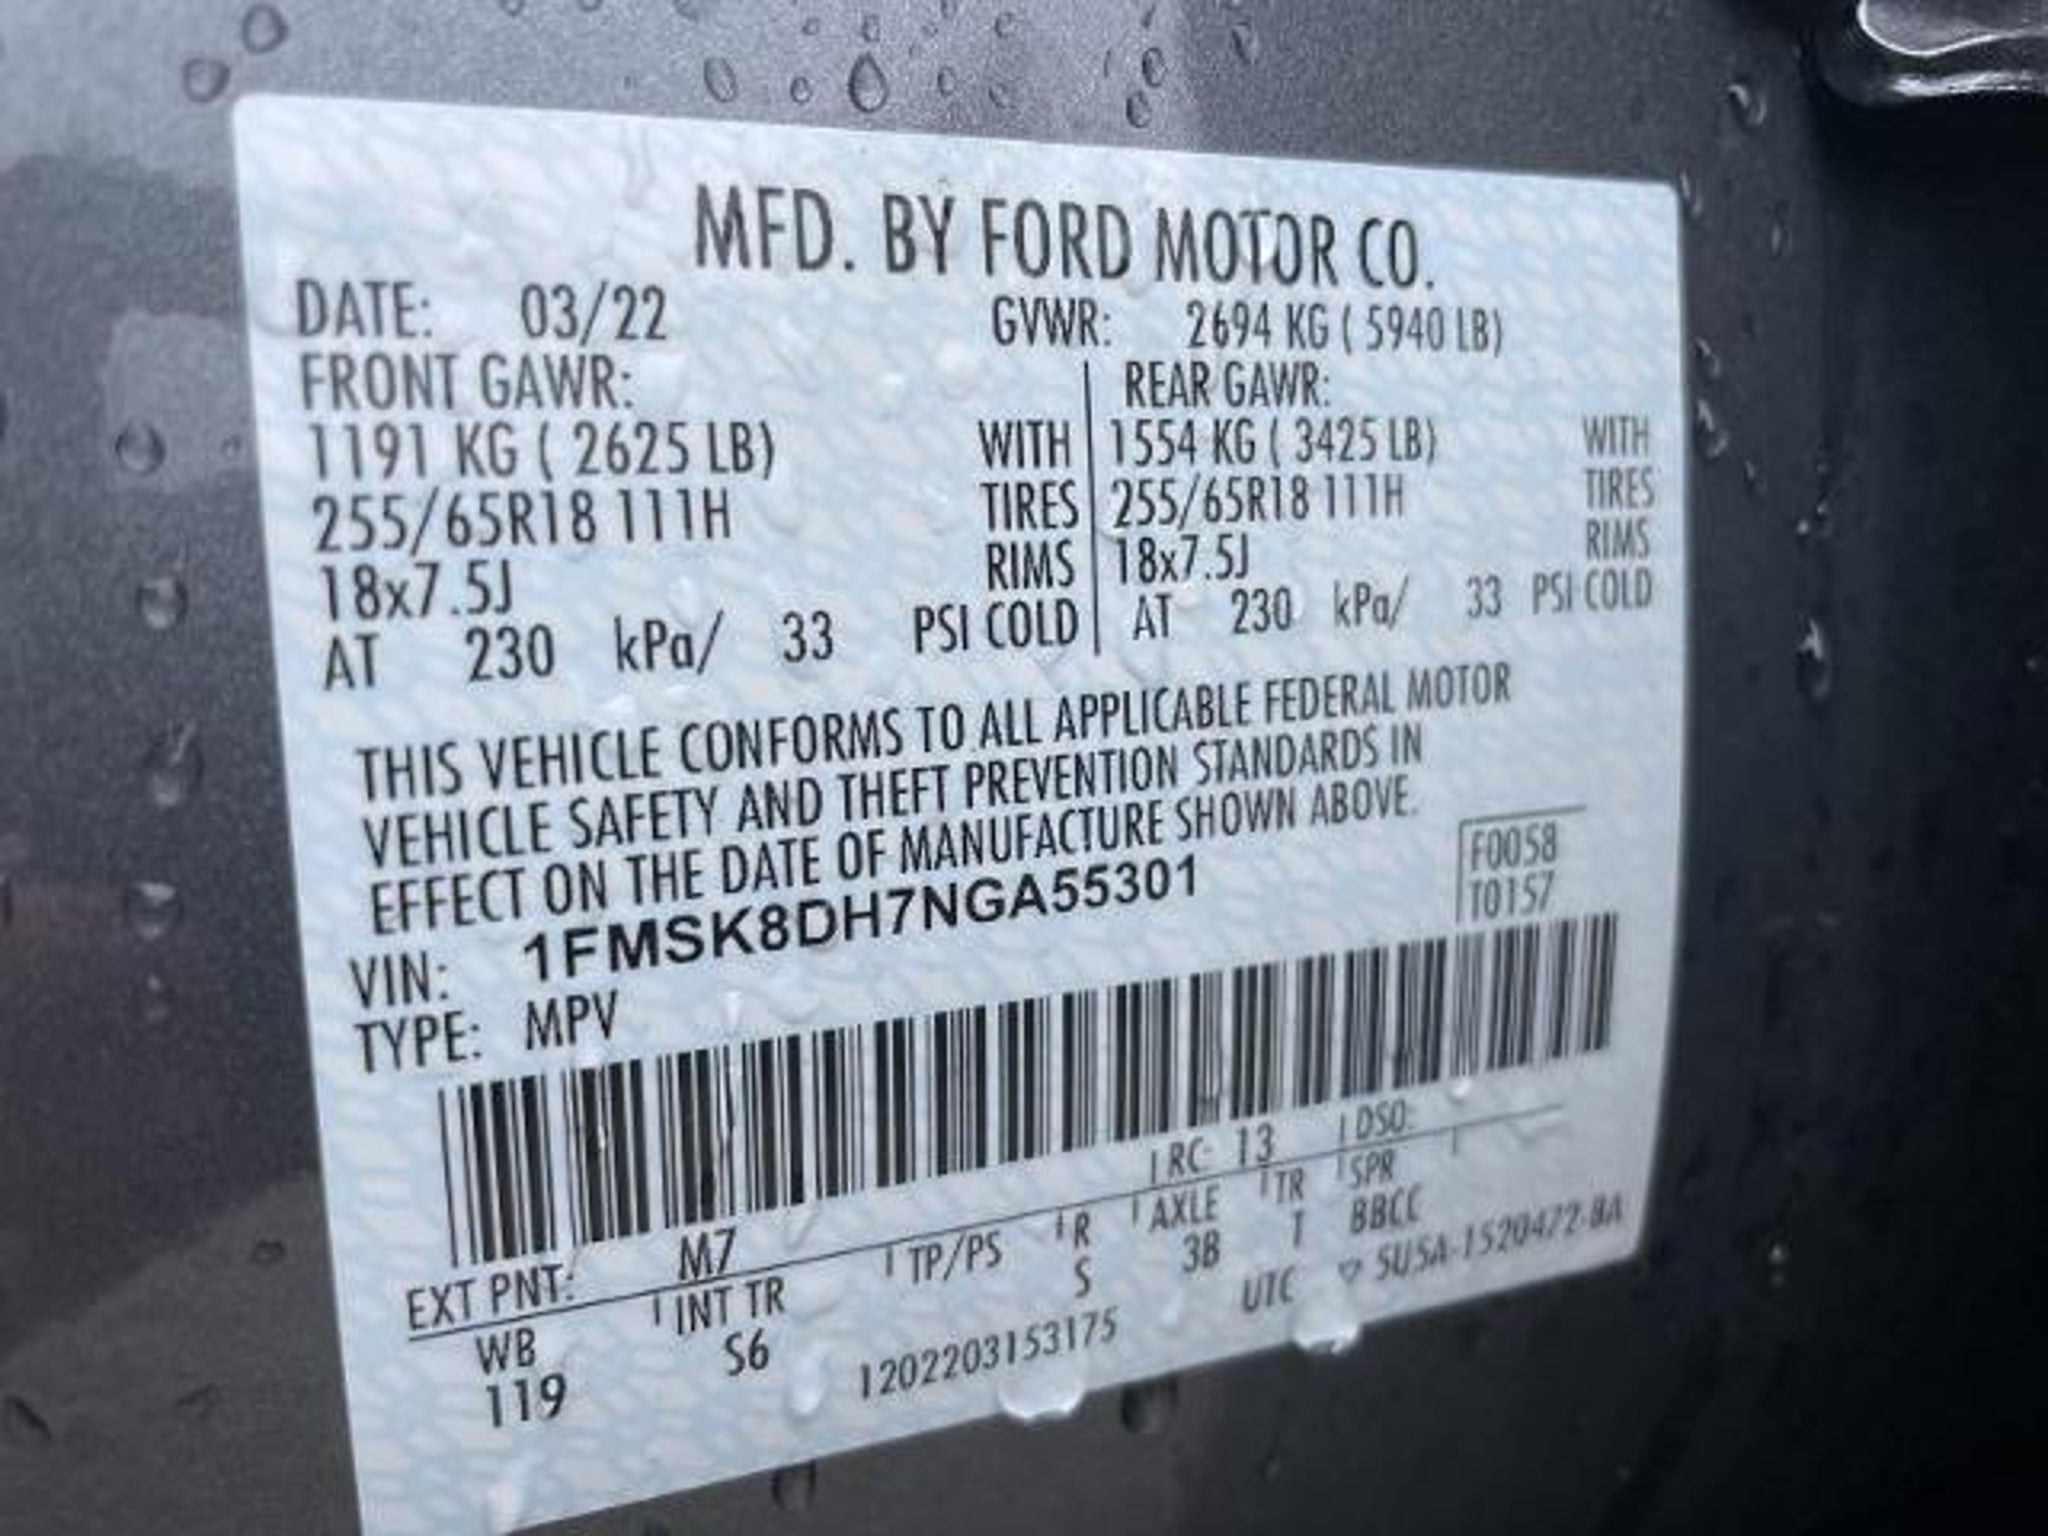 MFD. BY FORD MOTOR CO.
DATE: 03/22 GVWR: 2694 KG ( 5940 LB)
FRONT GAWR: REAR GAWR:
1191 KG ( 2625 LB) WITH 1554 KG ( 3425 LB) WITH
255/65R18 111H TIRES 255/65R18 111H TIRES
18x7.5J RIMS 18x7.5J RIMS
AT 230 kPa/ 33 PSI COLD AT 230 kPa/ 33 PSI COLD
THIS VEHICLE CONFORMS TO ALL APPLICABLE FEDERAL MOTOR
VEHICLE SAFETY AND THEFT PREVENTION STANDARDS IN
EFFECT ON THE DATE OF MANUFACTURE SHOWN ABOVE.
F0058
T0157
VIN: 1FMSK8DH7NGA55301
TYPE: MPV
EXT PNT: M7 RC: 13 DSO:
WB INT TR TP/PS R AXLE TR SPR
119 S6 S 3B 1 BBCC
1202203153175 UTC ▽ 5U5A-1520472-BA